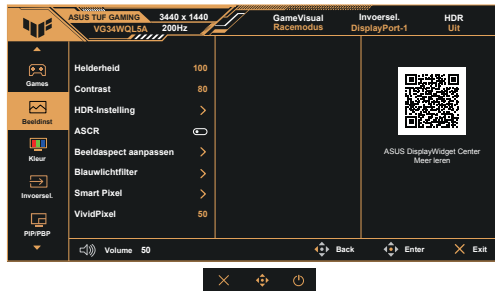 ASUS TUF GAMING 3440 x 1440
VG34WQL5A 200Hz
GameVisual
Racemodus
Invoersel.
DisplayPort-1
HDR
Uit
Games
Beeldinst
Kleur
Invoersel.
PIP/PBP
Helderheid 100
Contrast 80
HDR-Instelling
ASCR
Beeldaspect aanpassen
Blauwlichtfilter
Smart Pixel
VividPixel 50
ASUS DisplayWidget Center
Meer leren
Volume 50
Back
Enter
Exit